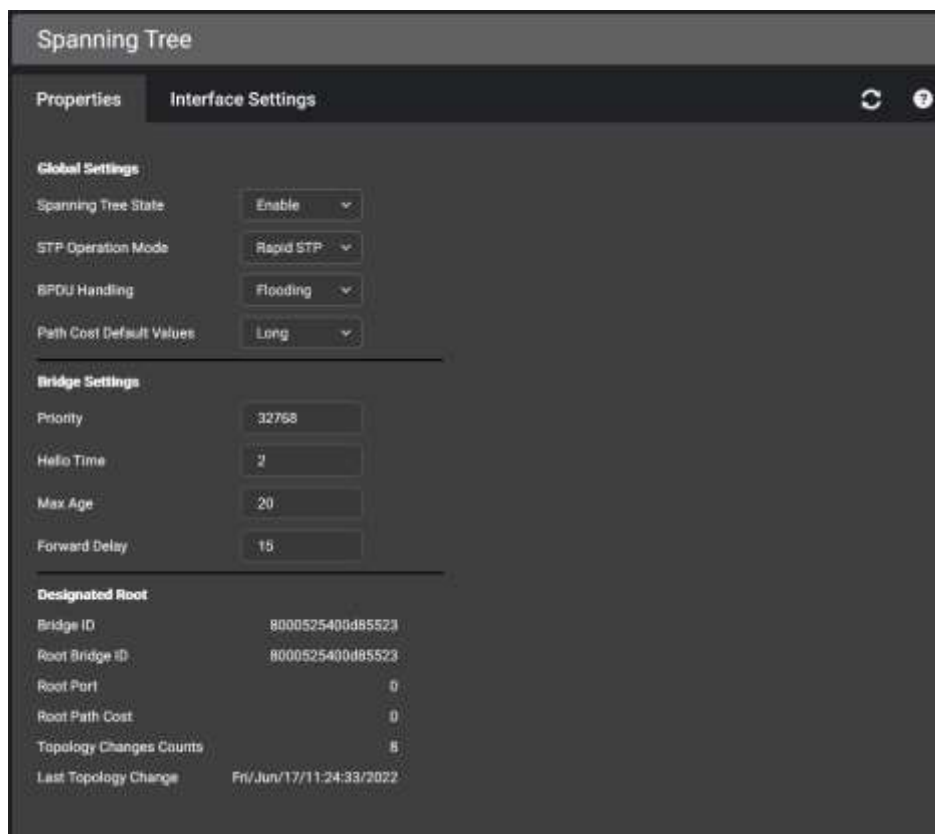 Spanning Tree
Properties Interface Settings
Global Settings
Spanning Tree State Enable
STP Operation Mode Rapid STP
BPDU Handling Flooding
Path Cost Default Values Long
Bridge Settings
Priority 32768
Hello Time 2
Max Age 20
Forward Delay 15
Designated Root
Bridge ID 8000525400d85523
Root Bridge ID 8000525400d85523
Root Port 0
Root Path Cost 0
Topology Changes Counts 8
Last Topology Change Fri/Jun/17/11:24:33/2022